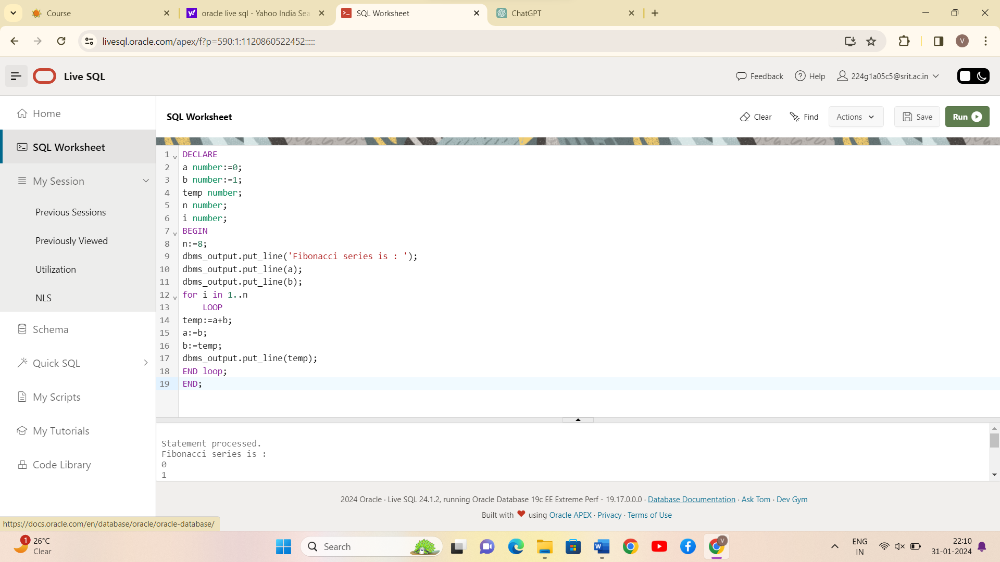 Course
oracle live sql - Yahoo India Sea
SQL Worksheet
ChatGPT
livesql.oracle.com/apex/f?p=590:1:1120860522452:::::
V
Live SQL
Feedback
Help
224g1a05c5@srit.ac.in
Home
SQL Worksheet
My Session
Previous Sessions
Previously Viewed
Utilization
NLS
Schema
Quick SQL
My Scripts
My Tutorials
Code Library
SQL Worksheet
Clear
Find
Actions
Save
Run
1 DECLARE
2 a number:=0;
3 b number:=1;
4 temp number;
5 n number;
6 i number;
7 BEGIN
8 n:=8;
9 dbms_output.put_line('Fibonacci series is : ');
10 dbms_output.put_line(a);
11 dbms_output.put_line(b);
12 for i in 1..n
13 LOOP
14 temp:=a+b;
15 a:=b;
16 b:=temp;
17 dbms_output.put_line(temp);
18 END loop;
19 END;
Statement processed.
Fibonacci series is :
0
1
2024 Oracle · Live SQL 24.1.2, running Oracle Database 19c EE Extreme Perf - 19.17.0.0.0 · Database Documentation · Ask Tom · Dev Gym
Built with ❤ using Oracle APEX · Privacy · Terms of Use
https://docs.oracle.com/en/database/oracle/oracle-database/
1
26°C
Clear
Search
W
V
ENG
IN
22:10
31-01-2024